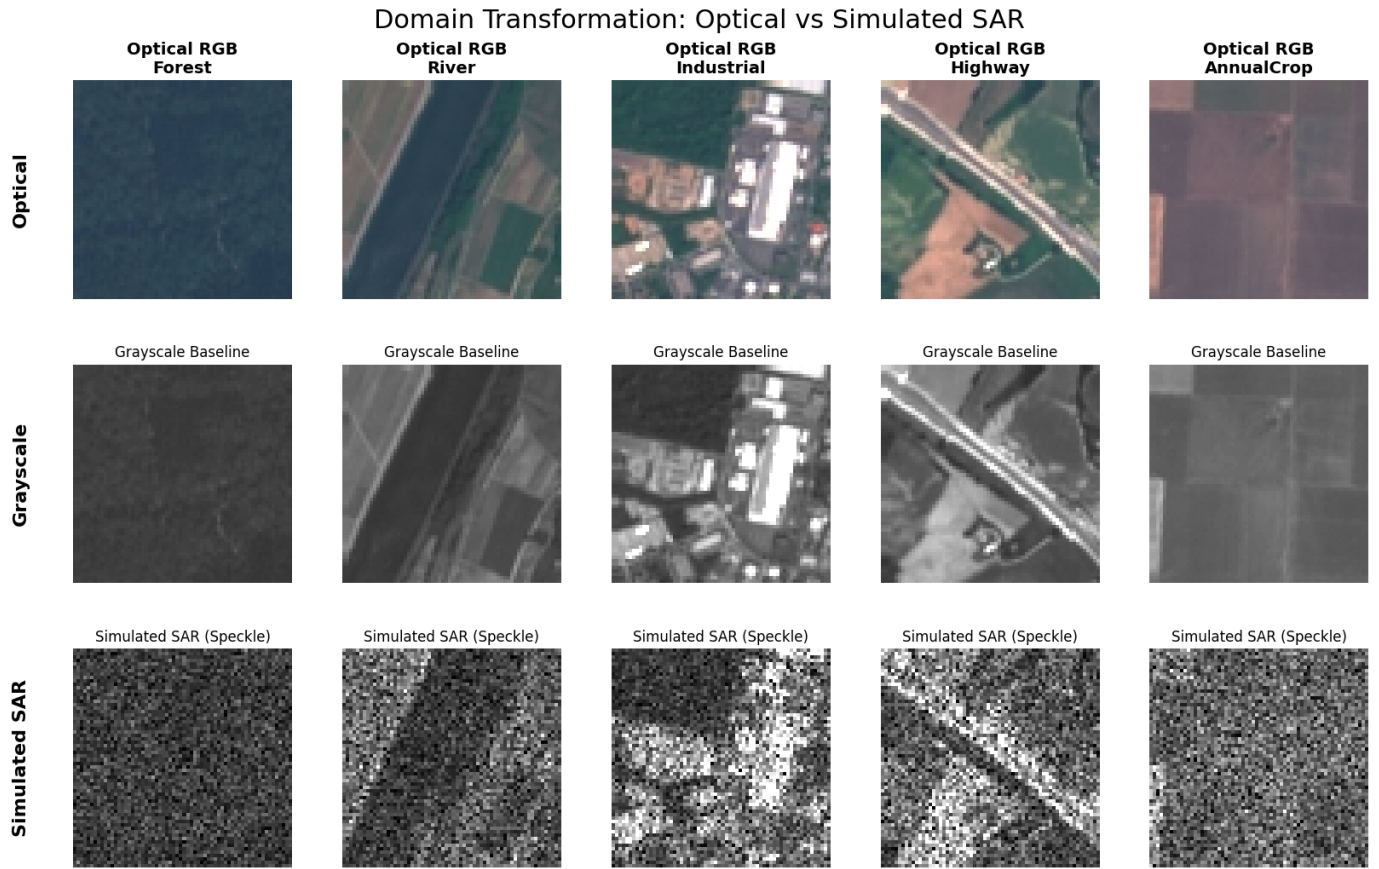 Domain Transformation: Optical vs Simulated SAR
Optical RGB
Forest
Optical RGB
River
Optical RGB
Industrial
Optical RGB
Highway
Optical RGB
AnnualCrop
Optical
Grayscale Baseline
Grayscale Baseline
Grayscale Baseline
Grayscale Baseline
Grayscale Baseline
Grayscale
Simulated SAR (Speckle)
Simulated SAR (Speckle)
Simulated SAR (Speckle)
Simulated SAR (Speckle)
Simulated SAR (Speckle)
Simulated SAR